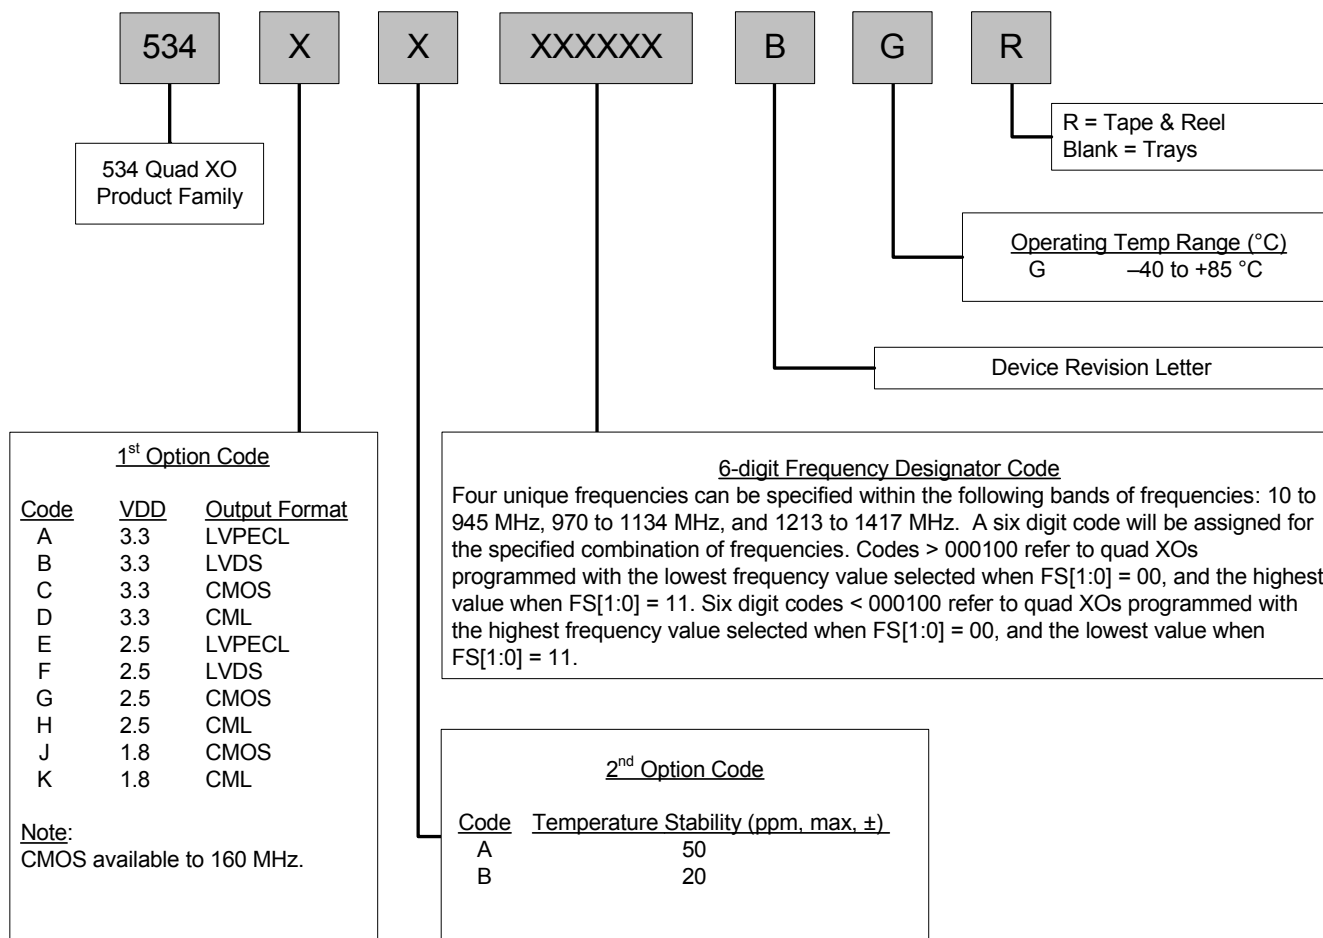 534 X X XXXXXX B G R
R = Tape & Reel
Blank = Trays
534 Quad XO
Product Family
Operating Temp Range (°C)
G –40 to +85 °C
Device Revision Letter
1st Option Code
Code VDD Output Format
A 3.3 LVPECL
B 3.3 LVDS
C 3.3 CMOS
D 3.3 CML
E 2.5 LVPECL
F 2.5 LVDS
G 2.5 CMOS
H 2.5 CML
J 1.8 CMOS
K 1.8 CML
Note:
CMOS available to 160 MHz.
6-digit Frequency Designator Code
Four unique frequencies can be specified within the following bands of frequencies: 10 to
945 MHz, 970 to 1134 MHz, and 1213 to 1417 MHz. A six digit code will be assigned for
the specified combination of frequencies. Codes > 000100 refer to quad XOs
programmed with the lowest frequency value selected when FS[1:0] = 00, and the highest
value when FS[1:0] = 11. Six digit codes < 000100 refer to quad XOs programmed with
the highest frequency value selected when FS[1:0] = 00, and the lowest value when
FS[1:0] = 11.
2nd Option Code
Code Temperature Stability (ppm, max, ±)
A 50
B 20